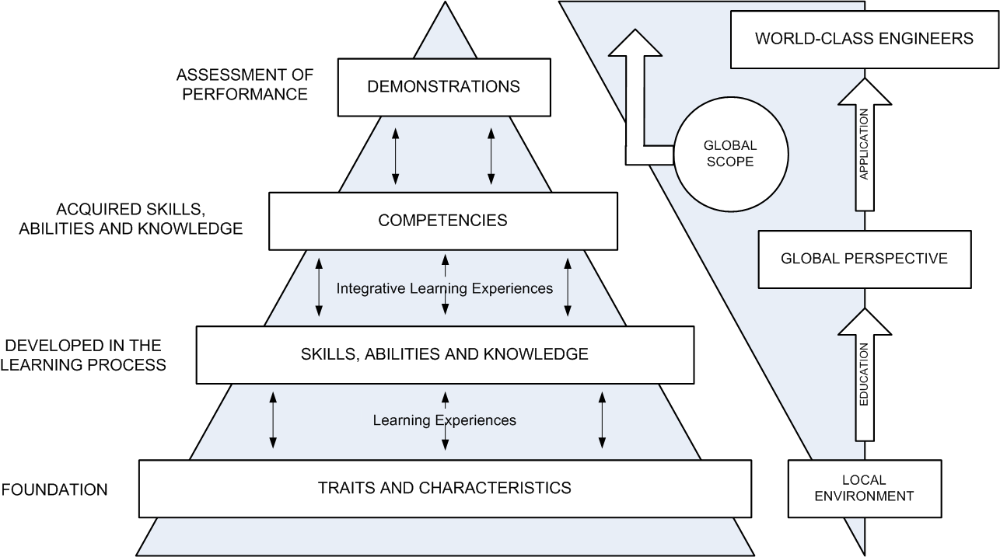 ASSESSMENT OF
PERFORMANCE
DEMONSTRATIONS
ACQUIRED SKILLS,
ABILITIES AND KNOWLEDGE
COMPETENCIES
Integrative Learning Experiences
DEVELOPED IN THE
LEARNING PROCESS
SKILLS, ABILITIES AND KNOWLEDGE
Learning Experiences
FOUNDATION
TRAITS AND CHARACTERISTICS
WORLD-CLASS ENGINEERS
GLOBAL
SCOPE
APPLICATION
GLOBAL PERSPECTIVE
EDUCATION
LOCAL
ENVIRONMENT